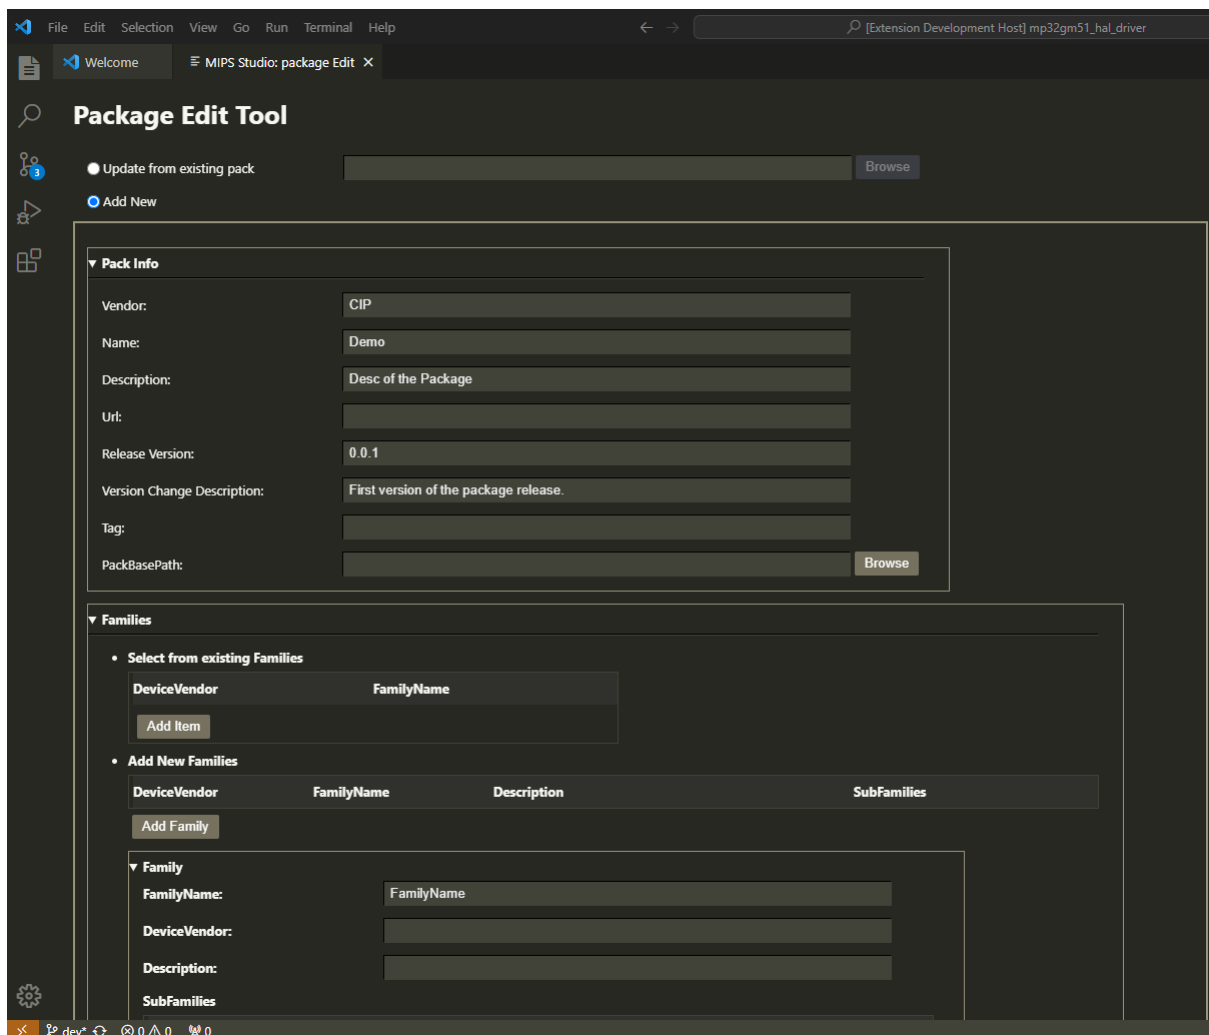 File Edit Selection View Go Run Terminal Help
[Extension Development Host] mp32gm51_hal_driver
Welcome
MIPS Studio: package Edit
Package Edit Tool
3
Update from existing pack
Browse
Add New
Pack Info
Vendor: CIP
Name: Demo
Description: Desc of the Package
Url:
Release Version: 0.0.1
Version Change Description: First version of the package release.
Tag:
PackBasePath: Browse
Families
Select from existing Families
DeviceVendor FamilyName
Add Item
Add New Families
DeviceVendor FamilyName Description SubFamilies
Add Family
Family
FamilyName: FamilyName
DeviceVendor:
Description:
SubFamilies
dev* 0 0 0